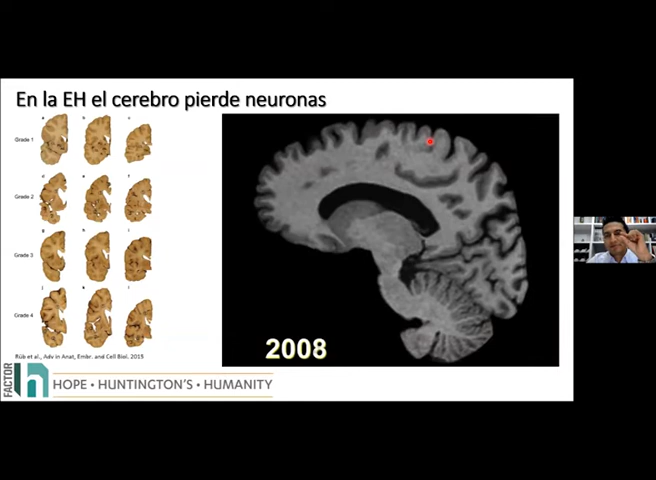 En la EH el cerebro pierde neuronas
a b c
Grade 1
d e f
Grade 2
g h i
Grade 3
j k l
Grade 4
2008
Rüb et al., Adv in Anat, Embr. and Cell Biol. 2015
FACTOR
h
HOPE • HUNTINGTON'S • HUMANITY